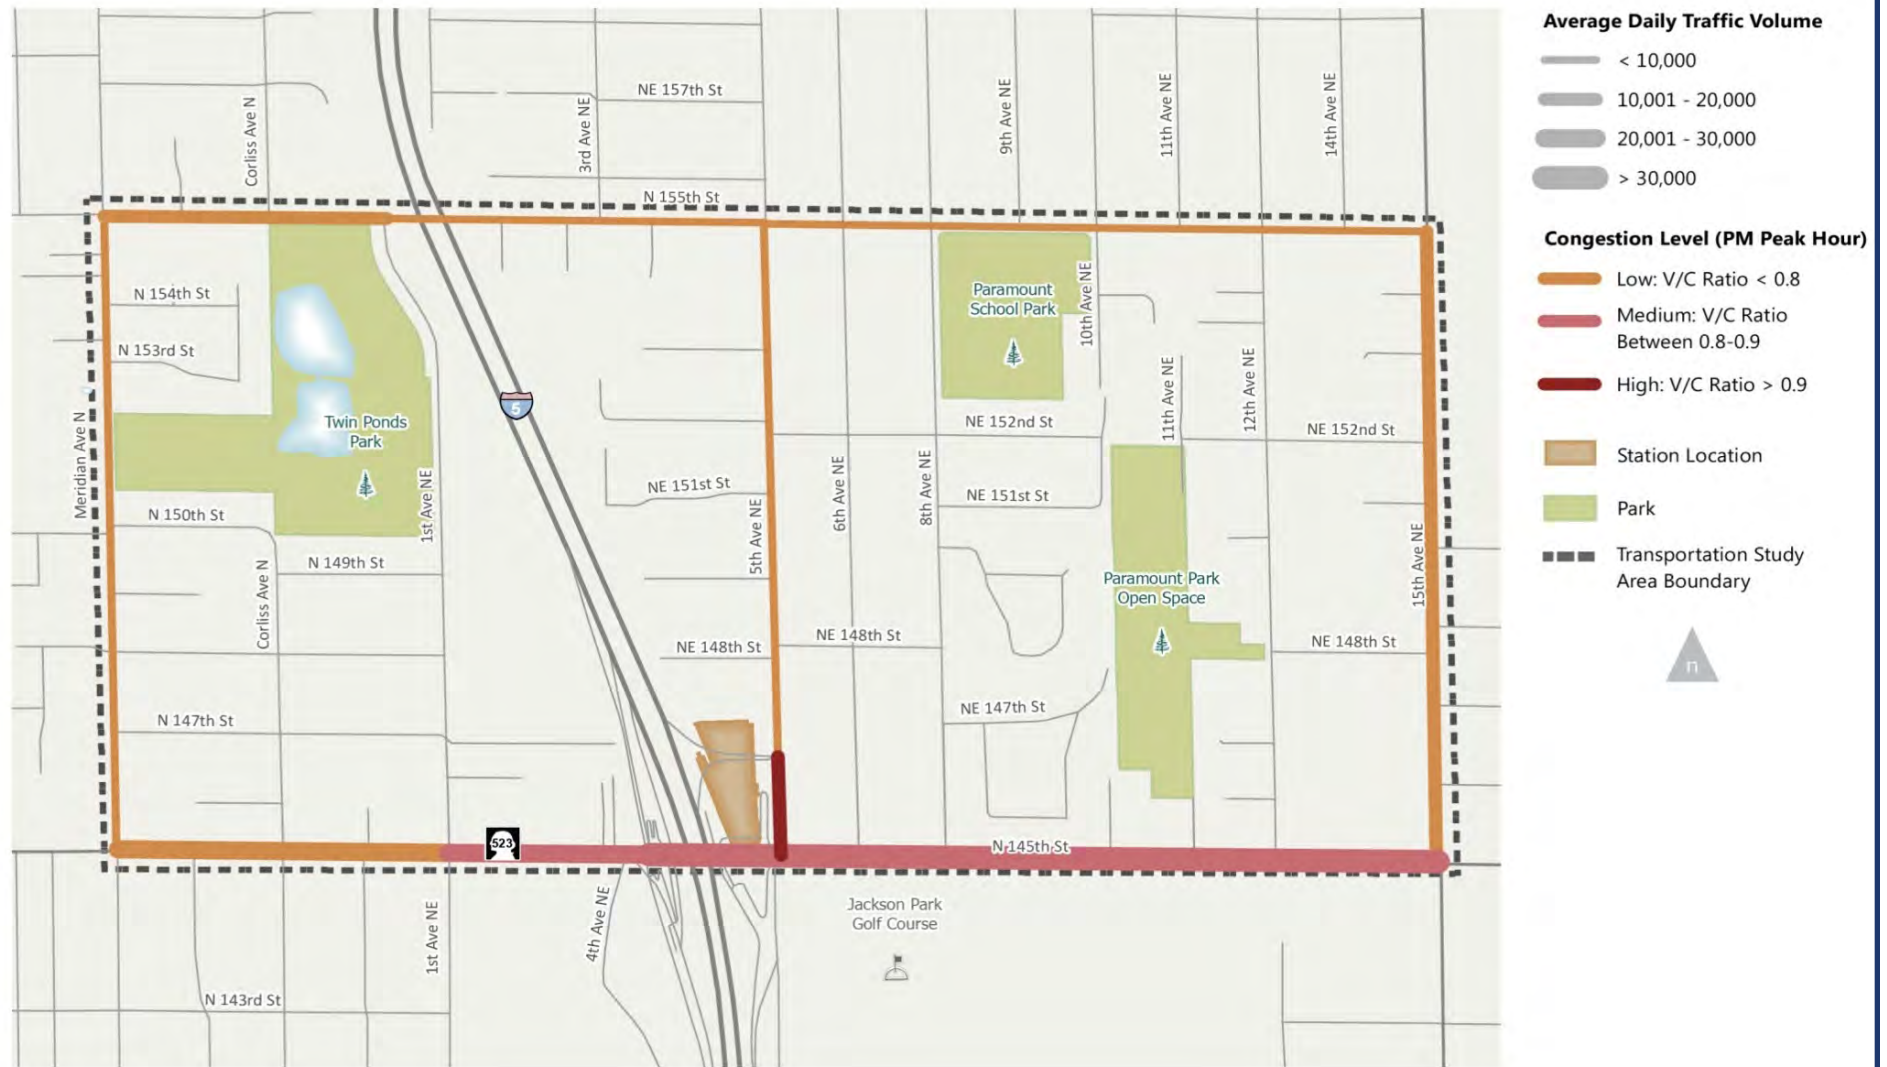 Average Daily Traffic Volume
< 10,000
10,001 - 20,000
20,001 - 30,000
> 30,000
Congestion Level (PM Peak Hour)
Low: V/C Ratio < 0.8
Medium: V/C Ratio
Between 0.8-0.9
High: V/C Ratio > 0.9
Station Location
Park
Transportation Study
Area Boundary
n
NE 157th St
Corliss Ave N
3rd Ave NE
9th Ave NE
11th Ave NE
14th Ave NE
N 155th St
N 154th St
Paramount
School Park
10th Ave NE
N 153rd St
5
Twin Ponds
Park
Meridian Ave N
NE 152nd St
11th Ave NE
12th Ave NE
NE 152nd St
1st Ave NE
NE 151st St
6th Ave NE
8th Ave NE
NE 151st St
N 150th St
5th Ave NE
15th Ave NE
N 149th St
Corliss Ave N
Paramount Park
Open Space
NE 148th St
NE 148th St
NE 148th St
N 147th St
NE 147th St
523
N 145th St
Jackson Park
Golf Course
1st Ave NE
4th Ave NE
N 143rd St